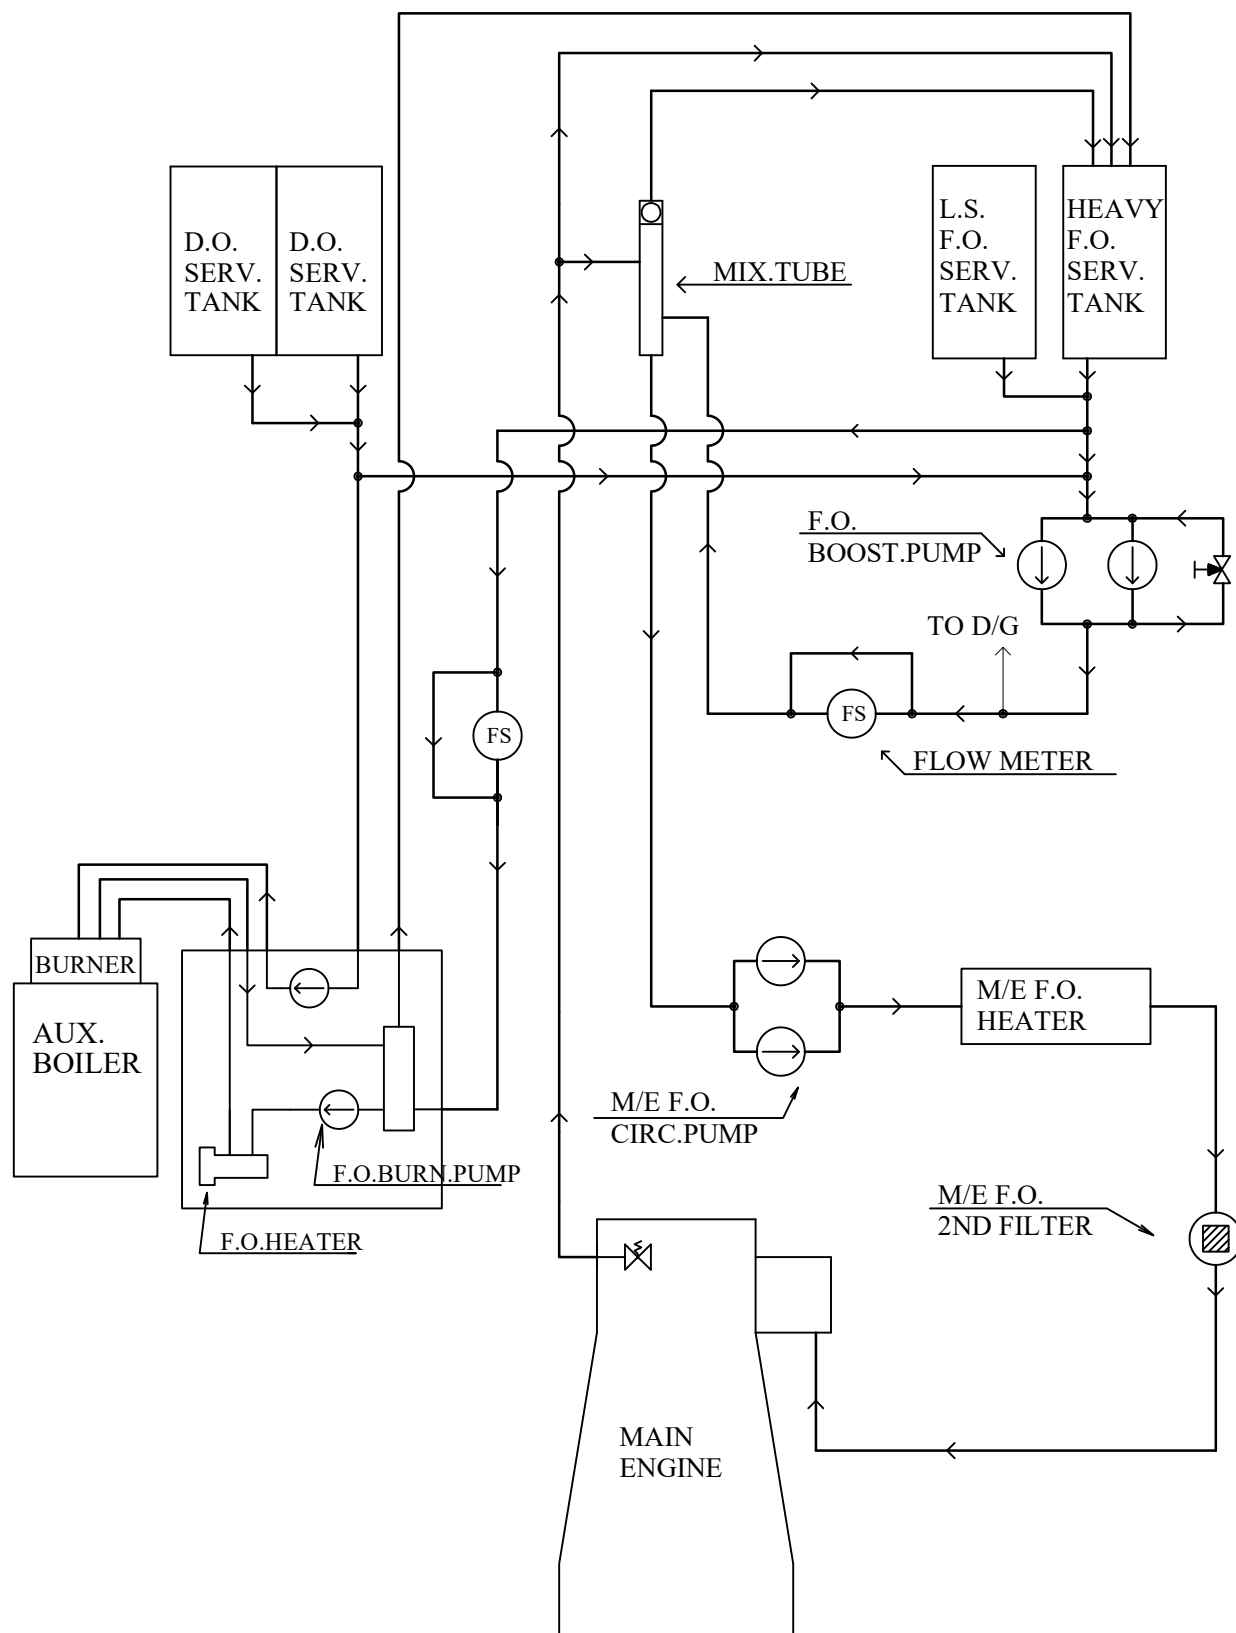 D.O.
SERV.
TANK
D.O.
SERV.
TANK
MIX.TUBE
L.S.
F.O.
SERV.
TANK
HEAVY
F.O.
SERV.
TANK
F.O.
BOOST.PUMP
TO D/G
FS
FLOW METER
FS
BURNER
AUX.
BOILER
F.O.BURN.PUMP
F.O.HEATER
M/E F.O.
CIRC.PUMP
M/E F.O.
HEATER
M/E F.O.
2ND FILTER
MAIN
ENGINE